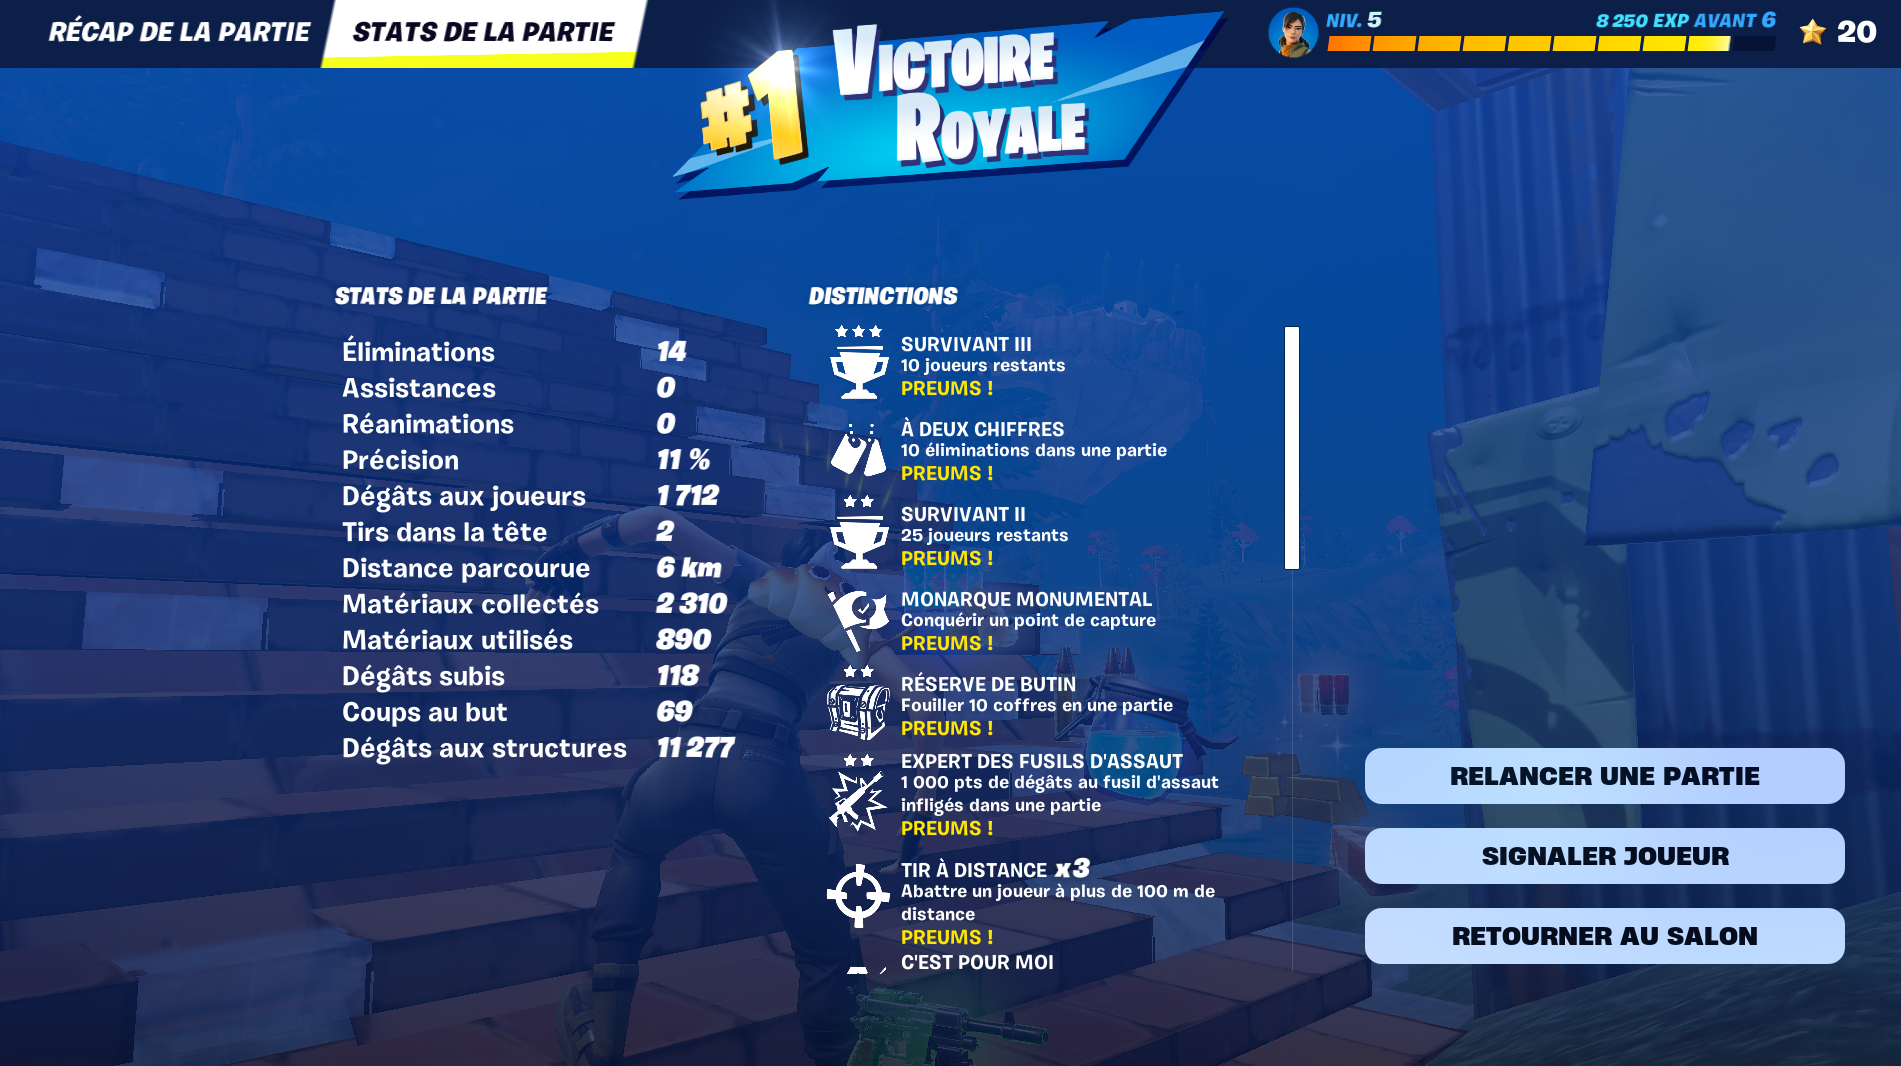 RÉCAP DE LA PARTIE
STATS DE LA PARTIE
#1 VICTOIRE
ROYALE
NIV. 5
8 250 EXP AVANT 6
20
STATS DE LA PARTIE
Éliminations 14
Assistances 0
Réanimations 0
Précision 11 %
Dégâts aux joueurs 1 712
Tirs dans la tête 2
Distance parcourue 6 km
Matériaux collectés 2 310
Matériaux utilisés 890
Dégâts subis 118
Coups au but 69
Dégâts aux structures 11 277
DISTINCTIONS
SURVIVANT III
10 joueurs restants
PREUMS !
À DEUX CHIFFRES
10 éliminations dans une partie
PREUMS !
SURVIVANT II
25 joueurs restants
PREUMS !
MONARQUE MONUMENTAL
Conquérir un point de capture
PREUMS !
RÉSERVE DE BUTIN
Fouiller 10 coffres en une partie
PREUMS !
EXPERT DES FUSILS D'ASSAUT
1 000 pts de dégâts au fusil d'assaut
infligés dans une partie
PREUMS !
TIR À DISTANCE x3
Abattre un joueur à plus de 100 m de
distance
PREUMS !
C'EST POUR MOI
RELANCER UNE PARTIE
SIGNALER JOUEUR
RETOURNER AU SALON